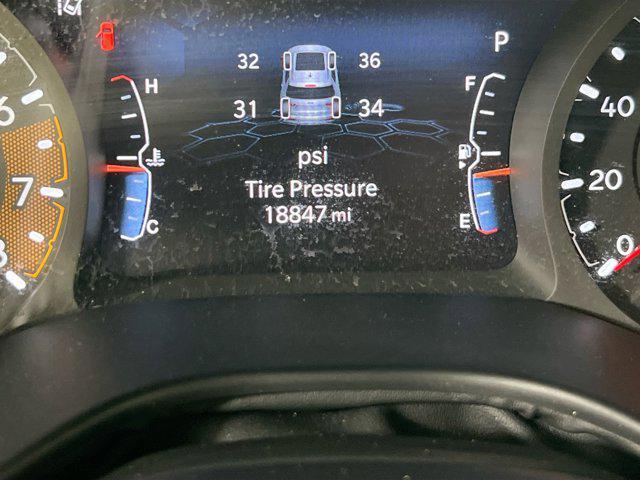 P
32 36
H F
6 40
31 34
7 psi 20
Tire Pressure
18847 mi
C E 0
8